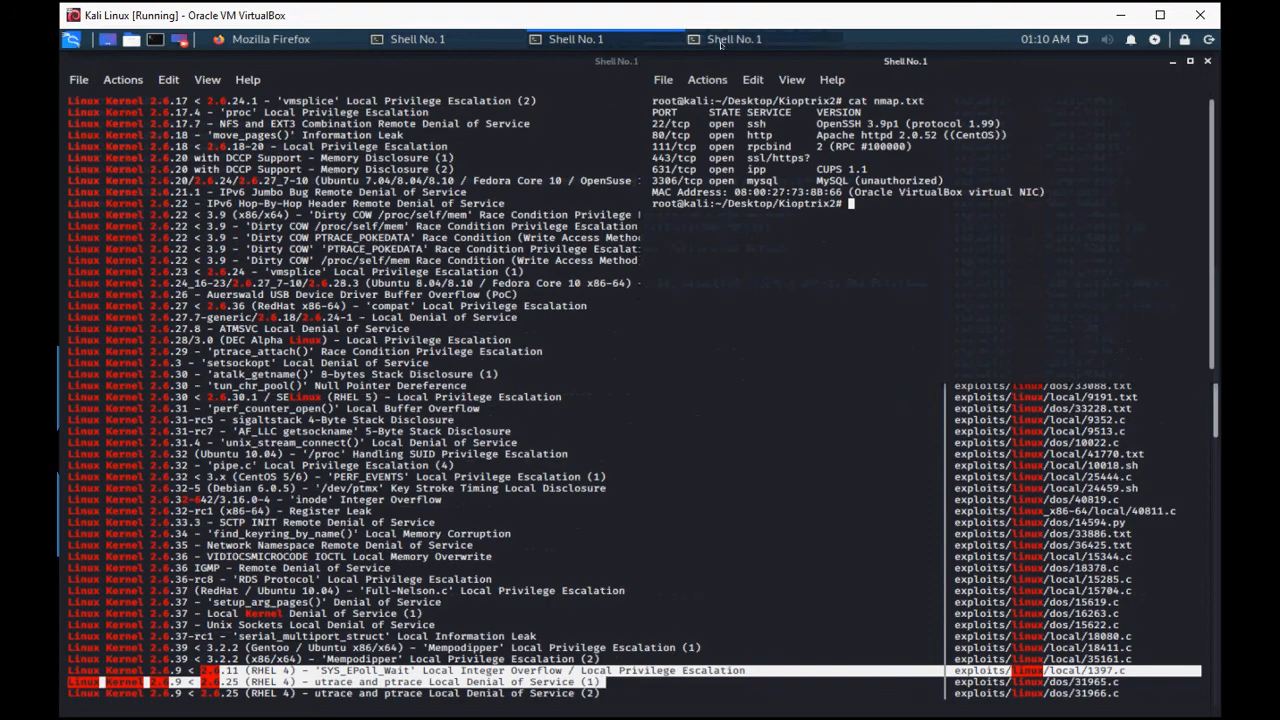 Kali Linux [Running] - Oracle VM VirtualBox
Mozilla Firefox
Shell No. 1
Shell No. 1
Shell No. 1
01:10 AM
Shell No. 1
File Actions Edit View Help
Linux Kernel 2.6.17 < 2.6.24.1 - 'vmsplice' Local Privilege Escalation (2)
Linux Kernel 2.6.17.4 - 'proc' Local Privilege Escalation
Linux Kernel 2.6.17.7 - NFS and EXT3 Combination Remote Denial of Service
Linux Kernel 2.6.18 - 'move_pages()' Information Leak
Linux Kernel 2.6.18 < 2.6.18-20 - Local Privilege Escalation
Linux Kernel 2.6.20 with DCCP Support - Memory Disclosure (1)
Linux Kernel 2.6.20 with DCCP Support - Memory Disclosure (2)
Linux Kernel 2.6.20/2.6.24/2.6.27_7-10 (Ubuntu 7.04/8.04/8.10 / Fedora Core 10 / OpenSuse
Linux Kernel 2.6.21.1 - IPv6 Jumbo Bug Remote Denial of Service
Linux Kernel 2.6.22 - IPv6 Hop-By-Hop Header Remote Denial of Service
Linux Kernel 2.6.22 < 3.9 (x86/x64) - 'Dirty COW /proc/self/mem' Race Condition Privilege
Linux Kernel 2.6.22 < 3.9 - 'Dirty COW /proc/self/mem' Race Condition Privilege Escalatio
Linux Kernel 2.6.22 < 3.9 - 'Dirty COW PTRACE_POKEDATA' Race Condition (Write Access Metho
Linux Kernel 2.6.22 < 3.9 - 'Dirty COW' 'PTRACE_POKEDATA' Race Condition Privilege Escalat
Linux Kernel 2.6.22 < 3.9 - 'Dirty COW' /proc/self/mem Race Condition (Write Access Method
Linux Kernel 2.6.23 < 2.6.24 - 'vmsplice' Local Privilege Escalation (1)
Linux Kernel 2.6.24_16-23/2.6.27_7-10/2.6.28.3 (Ubuntu 8.04/8.10 / Fedora Core 10 x86-64) -
Linux Kernel 2.6.26 - Auerswald USB Device Driver Buffer Overflow (PoC)
Linux Kernel 2.6.27 < 2.6.36 (RedHat x86-64) - 'compat' Local Privilege Escalation
Linux Kernel 2.6.27.7-generic/2.6.18/2.6.24-1 - Local Denial of Service
Linux Kernel 2.6.27.8 - ATMSVC Local Denial of Service
Linux Kernel 2.6.28/3.0 (DEC Alpha Linux) - Local Privilege Escalation
Linux Kernel 2.6.29 - 'ptrace_attach()' Race Condition Privilege Escalation
Linux Kernel 2.6.3 - 'setsockopt' Local Denial of Service
Linux Kernel 2.6.30 - 'atalk_getname()' 8-bytes Stack Disclosure (1)
Linux Kernel 2.6.30 - 'tun_chr_pool()' Null Pointer Dereference
Linux Kernel 2.6.30 < 2.6.30.1 / SELinux (RHEL 5) - Local Privilege Escalation
Linux Kernel 2.6.31 - 'perf_counter_open()' Local Buffer Overflow
Linux Kernel 2.6.31-rc5 - sigaltstack 4-Byte Stack Disclosure
Linux Kernel 2.6.31-rc7 - 'AF_LLC getsockname' 5-Byte Stack Disclosure
Linux Kernel 2.6.31.4 - 'unix_stream_connect()' Local Denial of Service
Linux Kernel 2.6.32 (Ubuntu 10.04) - '/proc' Handling SUID Privilege Escalation
Linux Kernel 2.6.32 - 'pipe.c' Local Privilege Escalation (4)
Linux Kernel 2.6.32 < 3.x (CentOS 5/6) - 'PERF_EVENTS' Local Privilege Escalation (1)
Linux Kernel 2.6.32-5 (Debian 6.0.5) - '/dev/ptmx' Key Stroke Timing Local Disclosure
Linux Kernel 2.6.32-642/3.16.0-4 - 'inode' Integer Overflow
Linux Kernel 2.6.32-rc1 (x86-64) - Register Leak
Linux Kernel 2.6.33.3 - SCTP INIT Remote Denial of Service
Linux Kernel 2.6.34 - 'find_keyring_by_name()' Local Memory Corruption
Linux Kernel 2.6.35 - Network Namespace Remote Denial of Service
Linux Kernel 2.6.36 - VIDIOCSMICROCODE IOCTL Local Memory Overwrite
Linux Kernel 2.6.36 IGMP - Remote Denial of Service
Linux Kernel 2.6.36-rc8 - 'RDS Protocol' Local Privilege Escalation
Linux Kernel 2.6.37 (RedHat / Ubuntu 10.04) - 'Full-Nelson.c' Local Privilege Escalation
Linux Kernel 2.6.37 - 'setup_arg_pages()' Denial of Service
Linux Kernel 2.6.37 - Local Kernel Denial of Service (1)
Linux Kernel 2.6.37 - Unix Sockets Local Denial of Service
Linux Kernel 2.6.37-rc1 - 'serial_multiport_struct' Local Information Leak
Linux Kernel 2.6.39 < 3.2.2 (Gentoo / Ubuntu x86/x64) - 'Mempodipper' Local Privilege Escalation (1)
Linux Kernel 2.6.39 < 3.2.2 (x86/x64) - 'Mempodipper' Local Privilege Escalation (2)
Linux Kernel 2.6.9 < 2.6.11 (RHEL 4) - 'SYS_EPoll_Wait' Local Integer Overflow / Local Privilege Escalation
Linux Kernel 2.6.9 < 2.6.25 (RHEL 4) - utrace and ptrace Local Denial of Service (1)
Linux Kernel 2.6.9 < 2.6.25 (RHEL 4) - utrace and ptrace Local Denial of Service (2)
Shell No. 1
File Actions Edit View Help
root@kali:~/Desktop/Kioptrix2# cat nmap.txt
PORT STATE SERVICE VERSION
22/tcp open ssh OpenSSH 3.9p1 (protocol 1.99)
80/tcp open http Apache httpd 2.0.52 ((CentOS))
111/tcp open rpcbind 2 (RPC #100000)
443/tcp open ssl/https?
631/tcp open ipp CUPS 1.1
3306/tcp open mysql MySQL (unauthorized)
MAC Address: 08:00:27:73:8B:66 (Oracle VirtualBox virtual NIC)
root@kali:~/Desktop/Kioptrix2#
exploits/linux/dos/33088.txt
exploits/linux/local/9191.txt
exploits/linux/dos/33228.txt
exploits/linux/local/9352.c
exploits/linux/local/9513.c
exploits/linux/dos/10022.c
exploits/linux/local/41770.txt
exploits/linux/local/10018.sh
exploits/linux/local/25444.c
exploits/linux/local/24459.sh
exploits/linux/dos/40819.c
exploits/linux_x86-64/local/40811.c
exploits/linux/dos/14594.py
exploits/linux/dos/33886.txt
exploits/linux/dos/36425.txt
exploits/linux/local/15344.c
exploits/linux/dos/18378.c
exploits/linux/local/15285.c
exploits/linux/local/15704.c
exploits/linux/dos/15619.c
exploits/linux/dos/16263.c
exploits/linux/dos/15622.c
exploits/linux/local/18080.c
exploits/linux/local/18411.c
exploits/linux/local/35161.c
exploits/linux/local/1397.c
exploits/linux/dos/31965.c
exploits/linux/dos/31966.c